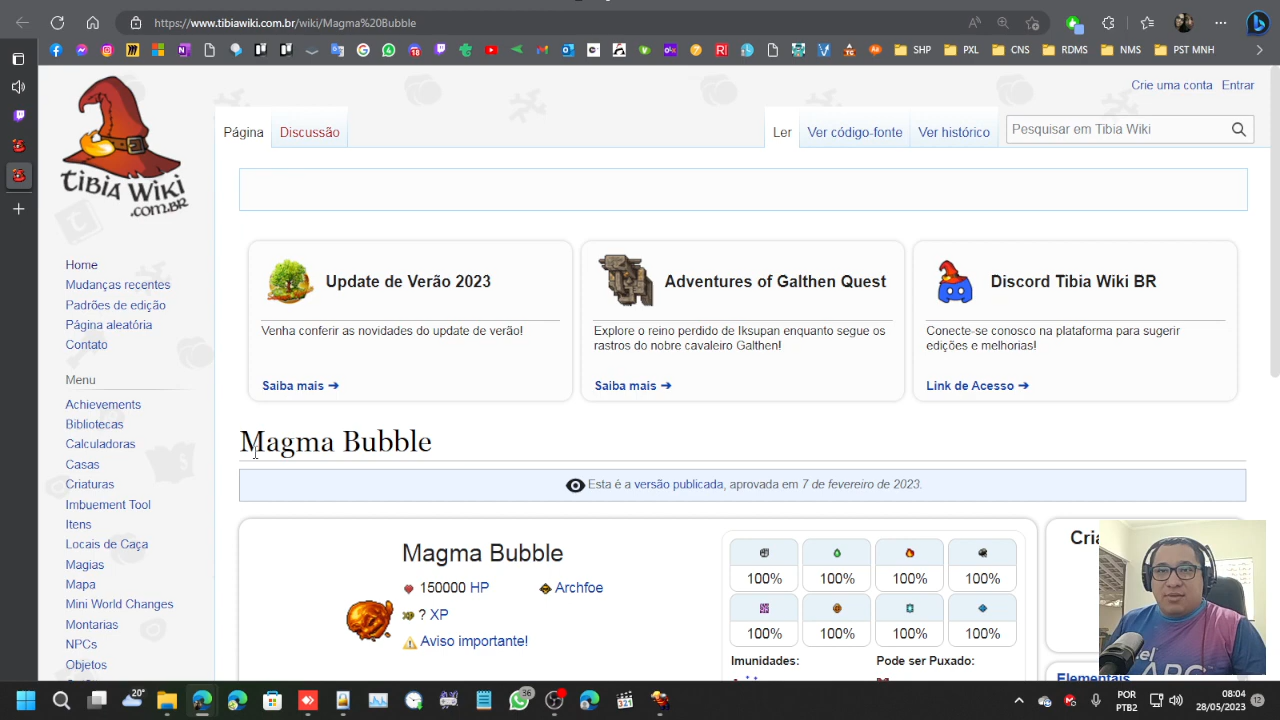 https://www.tibiawiki.com.br/wiki/Magma%20Bubble
SHP PXL CNS RDMS NMS PST MNH
Crie uma conta Entrar
Página Discussão Ler Ver código-fonte Ver histórico Pesquisar em Tibia Wiki
TIBIA WIKI
.COM.BR
Home
Mudanças recentes
Padrões de edição
Página aleatória
Contato
Menu
Achievements
Bibliotecas
Calculadoras
Casas
Criaturas
Imbuement Tool
Itens
Locais de Caça
Magias
Mapa
Mini World Changes
Montarias
NPCs
Objetos
Update de Verão 2023
Venha conferir as novidades do update de verão!
Saiba mais ➔
Adventures of Galthen Quest
Explore o reino perdido de Iksupan enquanto segue os
rastros do nobre cavaleiro Galthen!
Saiba mais ➔
Discord Tibia Wiki BR
Conecte-se conosco na plataforma para sugerir
edições e melhorias!
Link de Acesso ➔
Magma Bubble
Esta é a versão publicada, aprovada em 7 de fevereiro de 2023.
Magma Bubble
150000 HP Archfoe
? XP
Aviso importante!
100% 100% 100% 100%
100% 100% 100% 100%
Imunidades: Pode ser Puxado:
Cria
Elementais
20°
36
POR
PTB2
08:04
28/05/2023
12